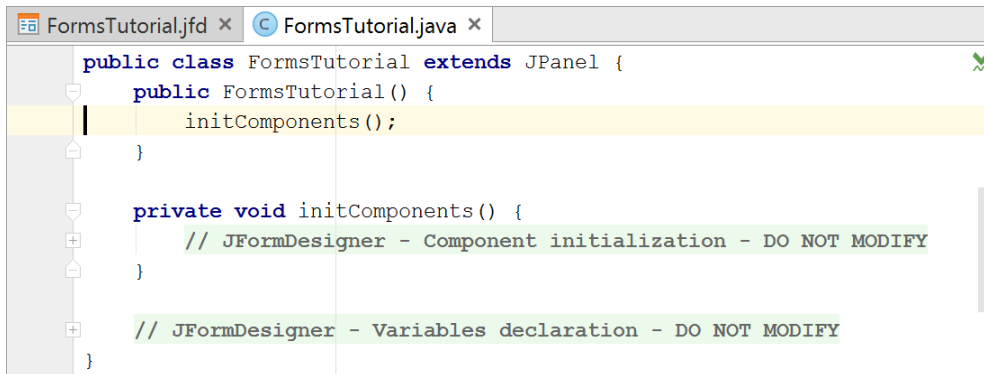 FormsTutorial.jfd × C FormsTutorial.java ×
public class FormsTutorial extends JPanel {
    public FormsTutorial() {
        initComponents();
    }
    private void initComponents() {
        // JFormDesigner - Component initialization - DO NOT MODIFY
    }
    // JFormDesigner - Variables declaration - DO NOT MODIFY
}